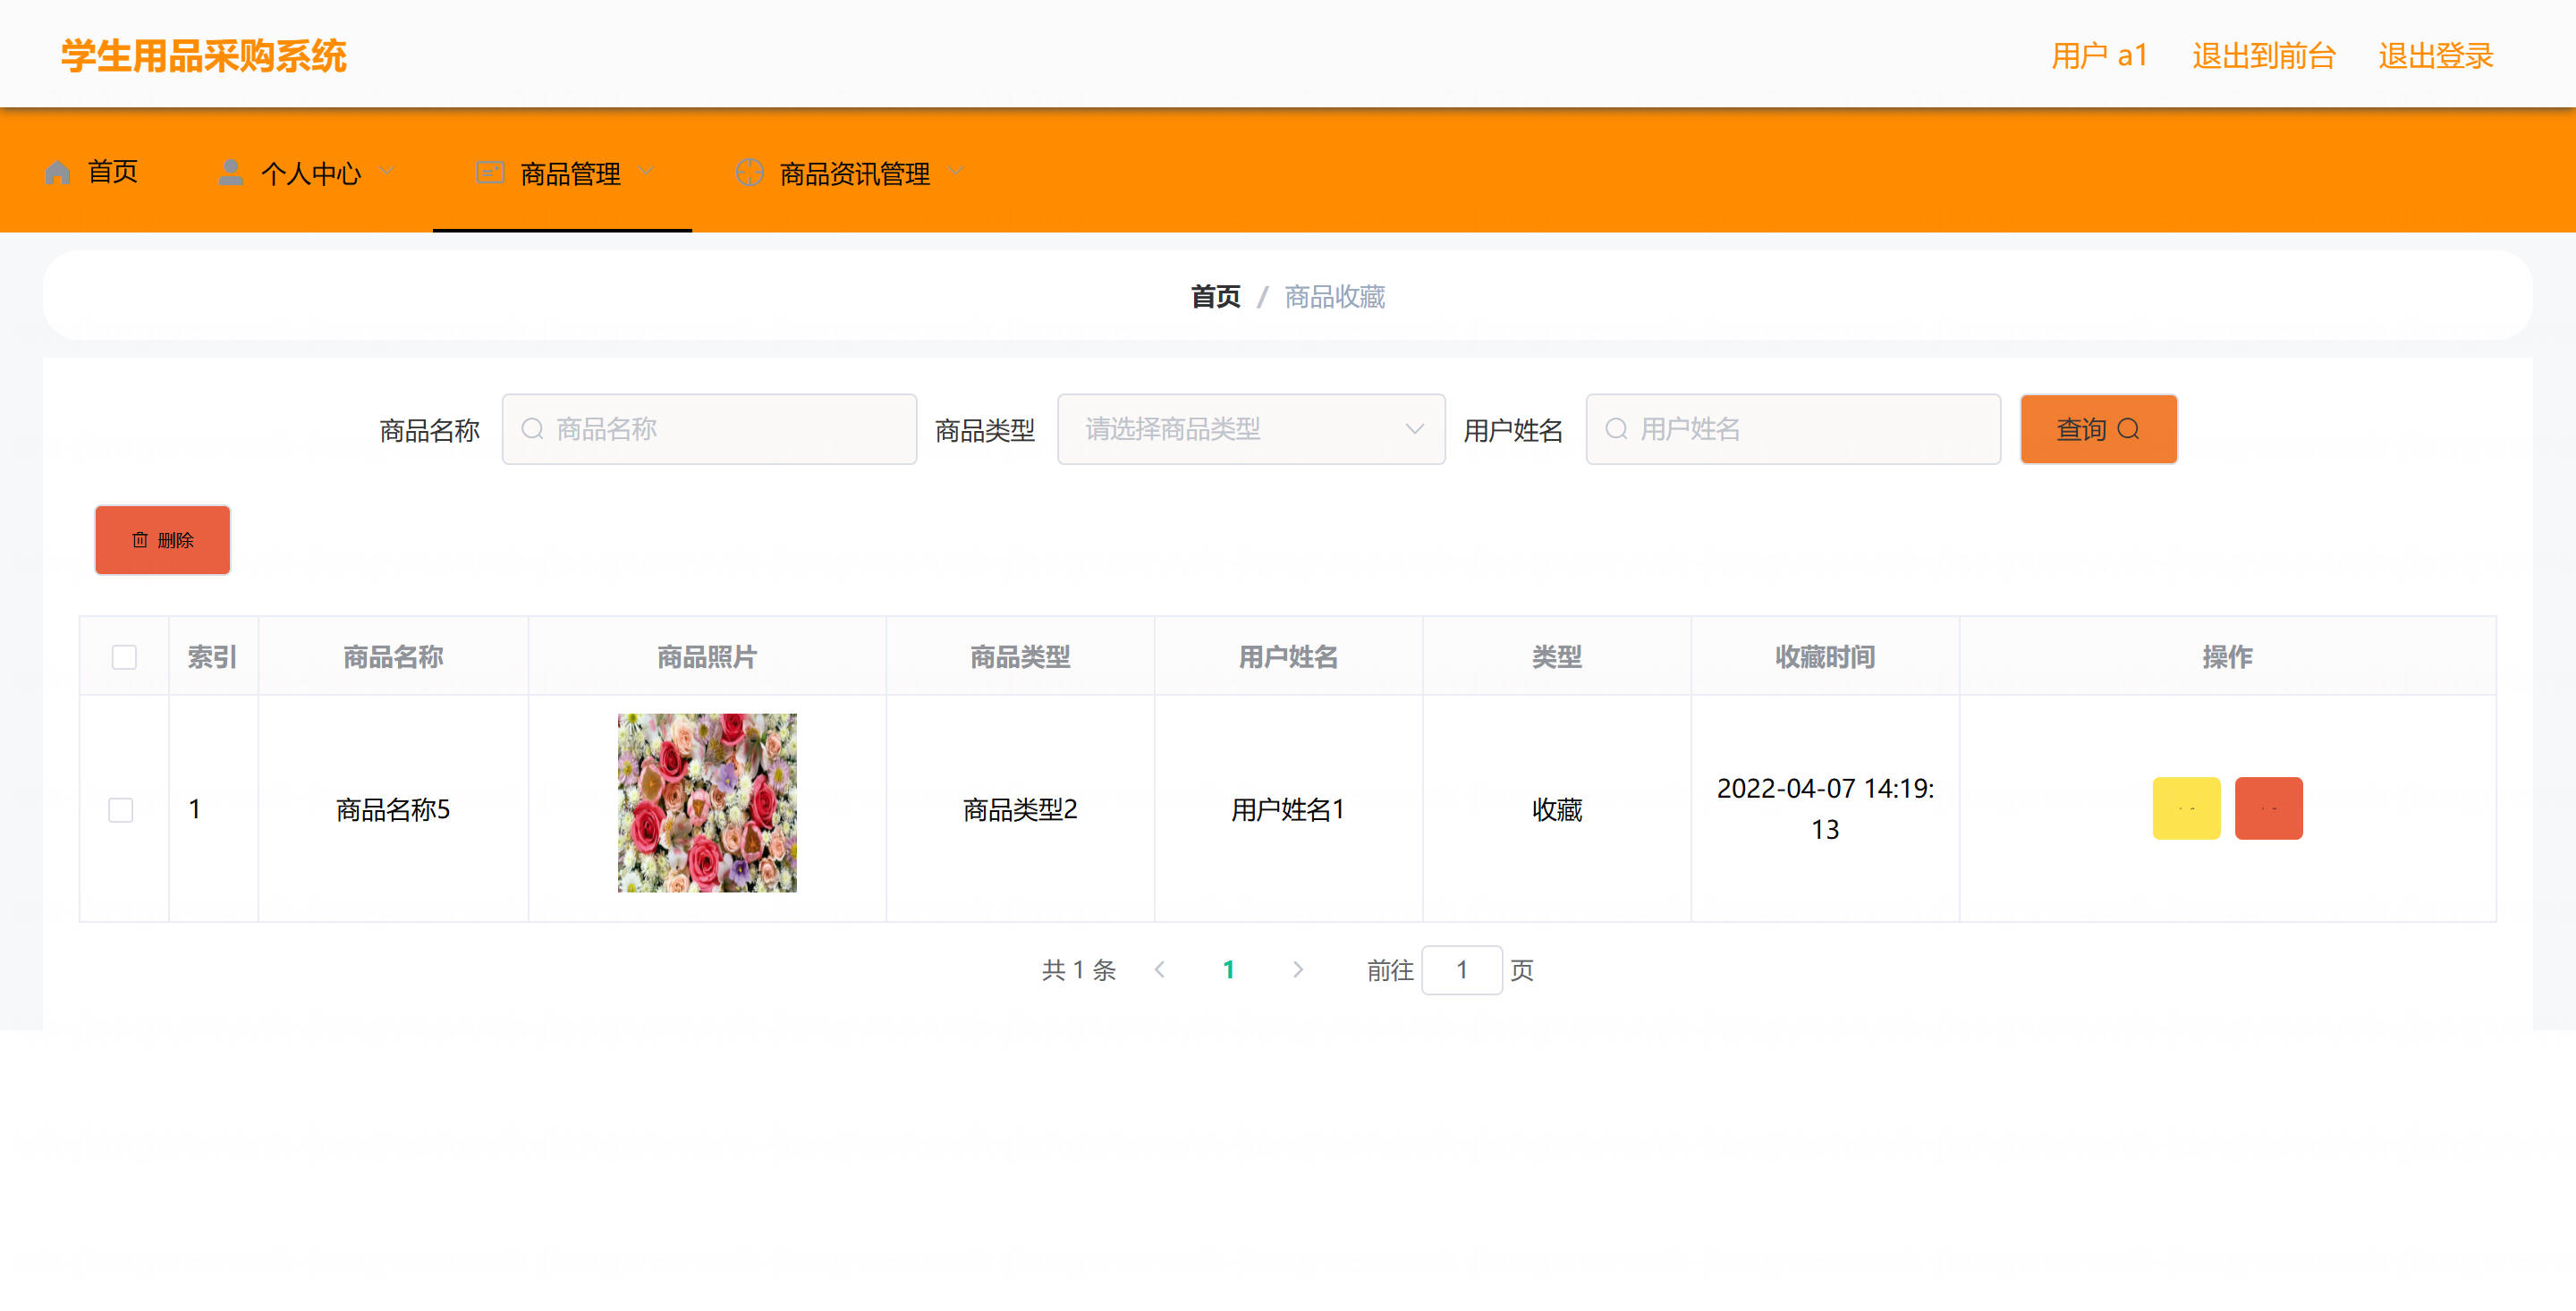 学生用品采购系统
用户 a1 退出到前台 退出登录
首页 个人中心 商品管理 商品资讯管理
首页 / 商品收藏
商品名称 商品名称 商品类型 请选择商品类型 用户姓名 用户姓名 查询
删除
索引 商品名称 商品照片 商品类型 用户姓名 类型 收藏时间 操作
1 商品名称5 商品类型2 用户姓名1 收藏 2022-04-07 14:19:
13
共 1 条 1 前往 1 页